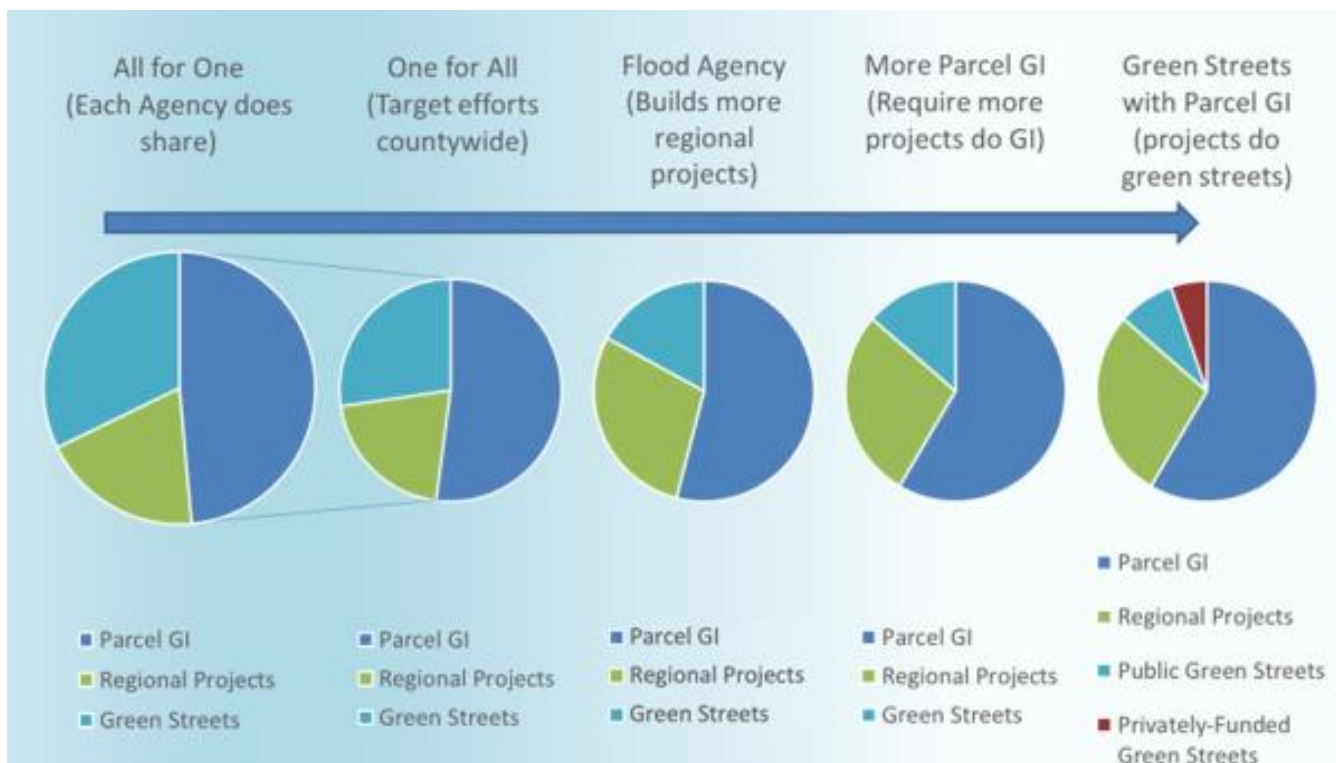 All for One
(Each Agency does
share)
One for All
(Target efforts
countywide)
Flood Agency
(Builds more
regional
projects)
More Parcel GI
(Require more
projects do GI)
Green Streets
with Parcel GI
(projects do
green streets)
Parcel GI
Regional Projects
Green Streets
Parcel GI
Regional Projects
Green Streets
Parcel GI
Regional Projects
Green Streets
Parcel GI
Regional Projects
Green Streets
Parcel GI
Regional Projects
Public Green Streets
Privately-Funded
Green Streets